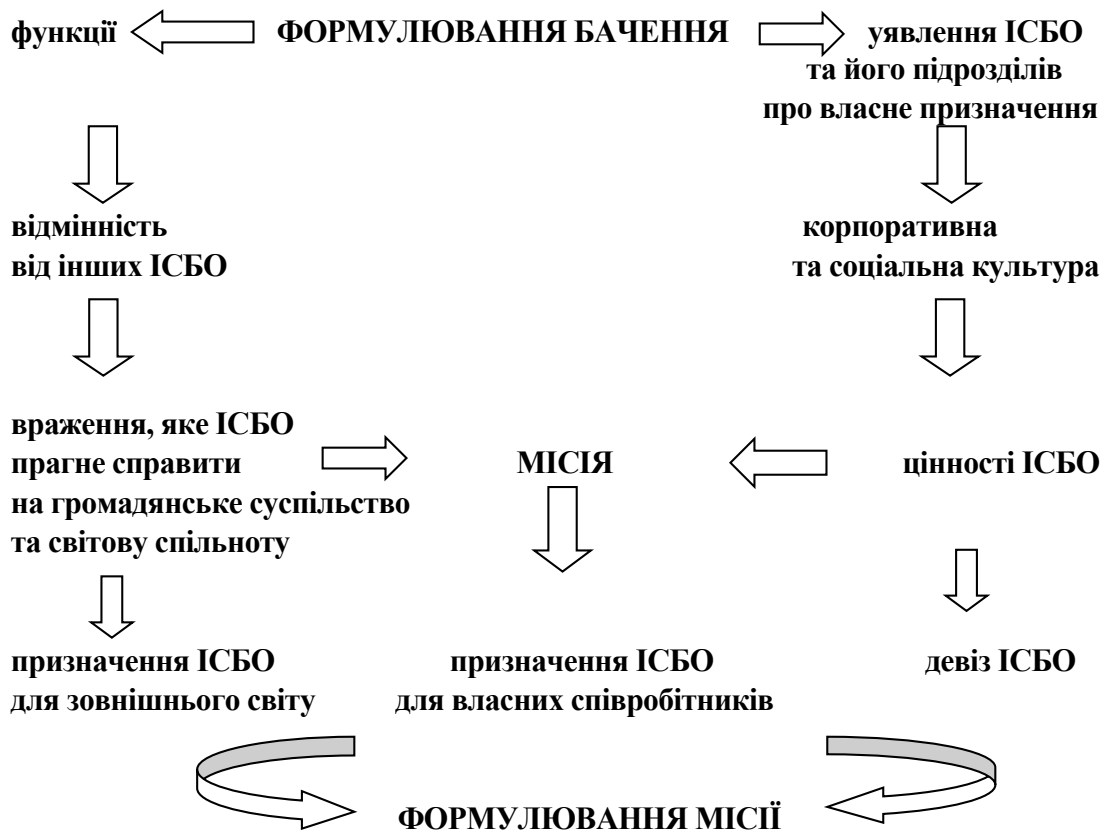 функції ФОРМУЛЮВАННЯ БАЧЕННЯ уявлення ІСБО
та його підрозділів
про власне призначення
відмінність корпоративна
від інших ІСБО та соціальна культура
враження, яке ІСБО
прагне справити МІСІЯ цінності ІСБО
на громадянське суспільство
та світову спільноту
призначення ІСБО призначення ІСБО девіз ІСБО
для зовнішнього світу для власних співробітників
ФОРМУЛЮВАННЯ МІСІЇ